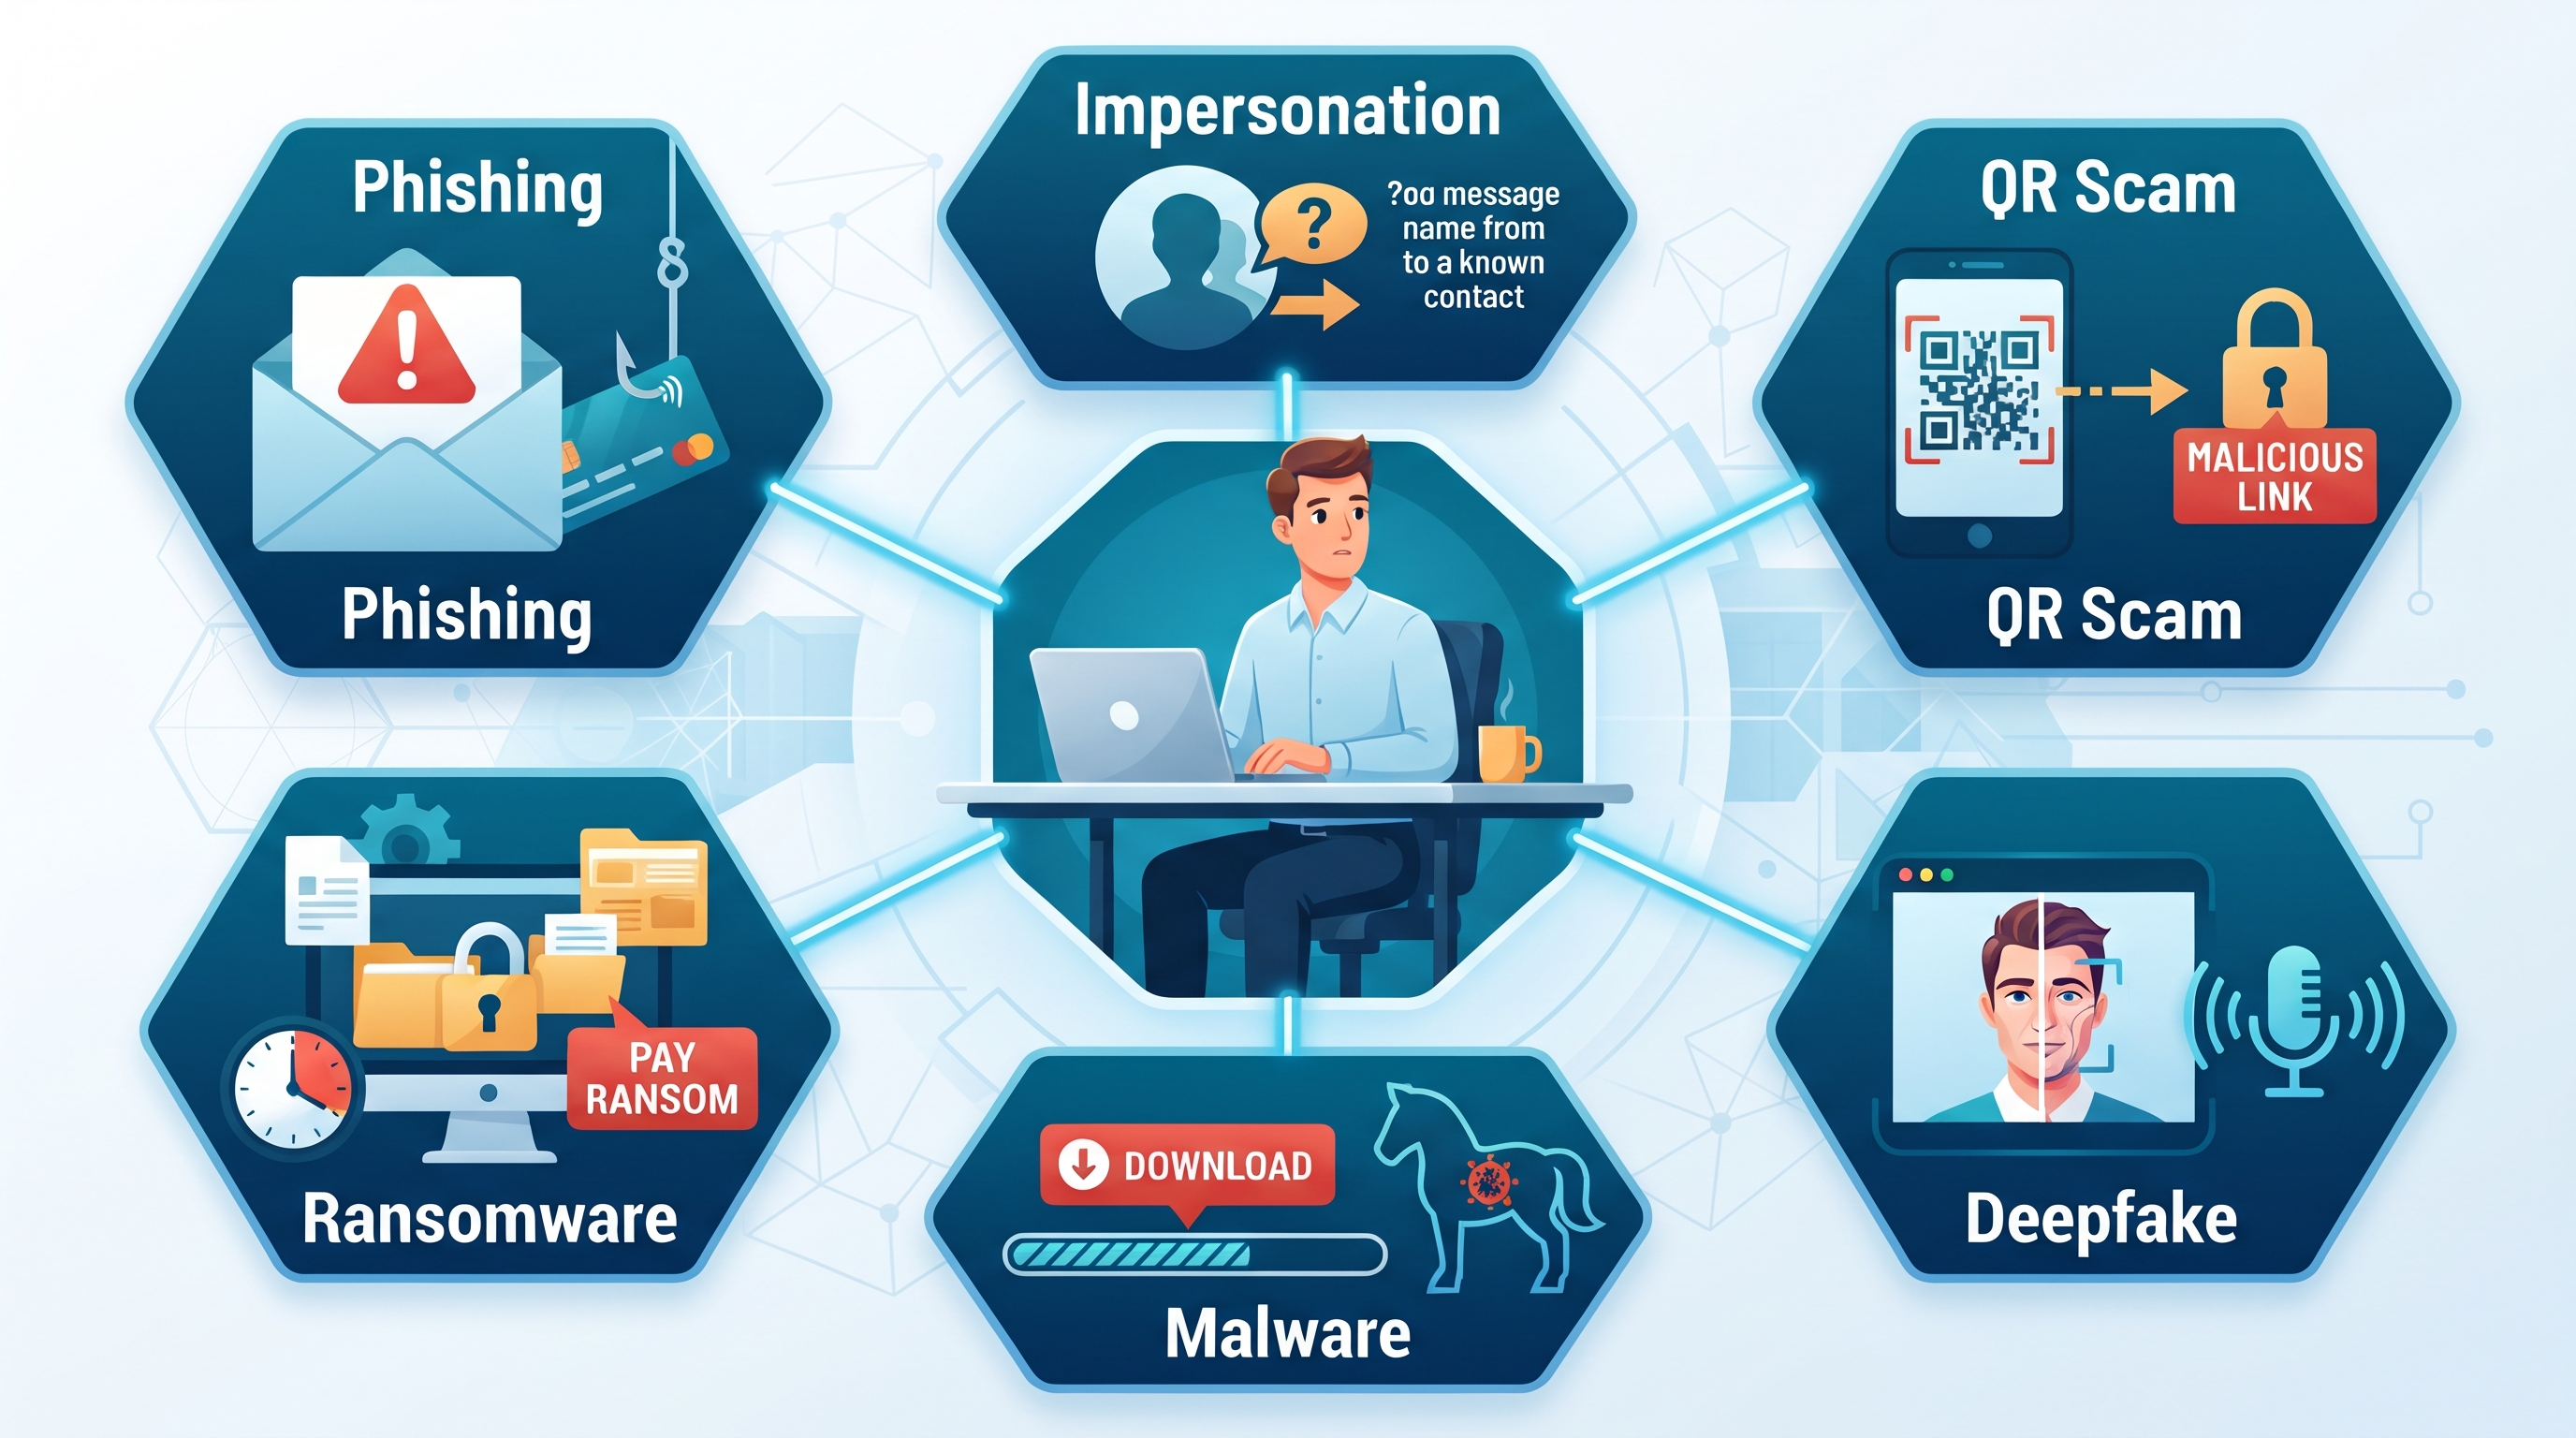 Impersonation
?oo message
name from
to a known
contact
Phishing
Phishing
QR Scam
MALICIOUS
LINK
QR Scam
PAY
RANSOM
Ransomware
DOWNLOAD
Malware
Deepfake